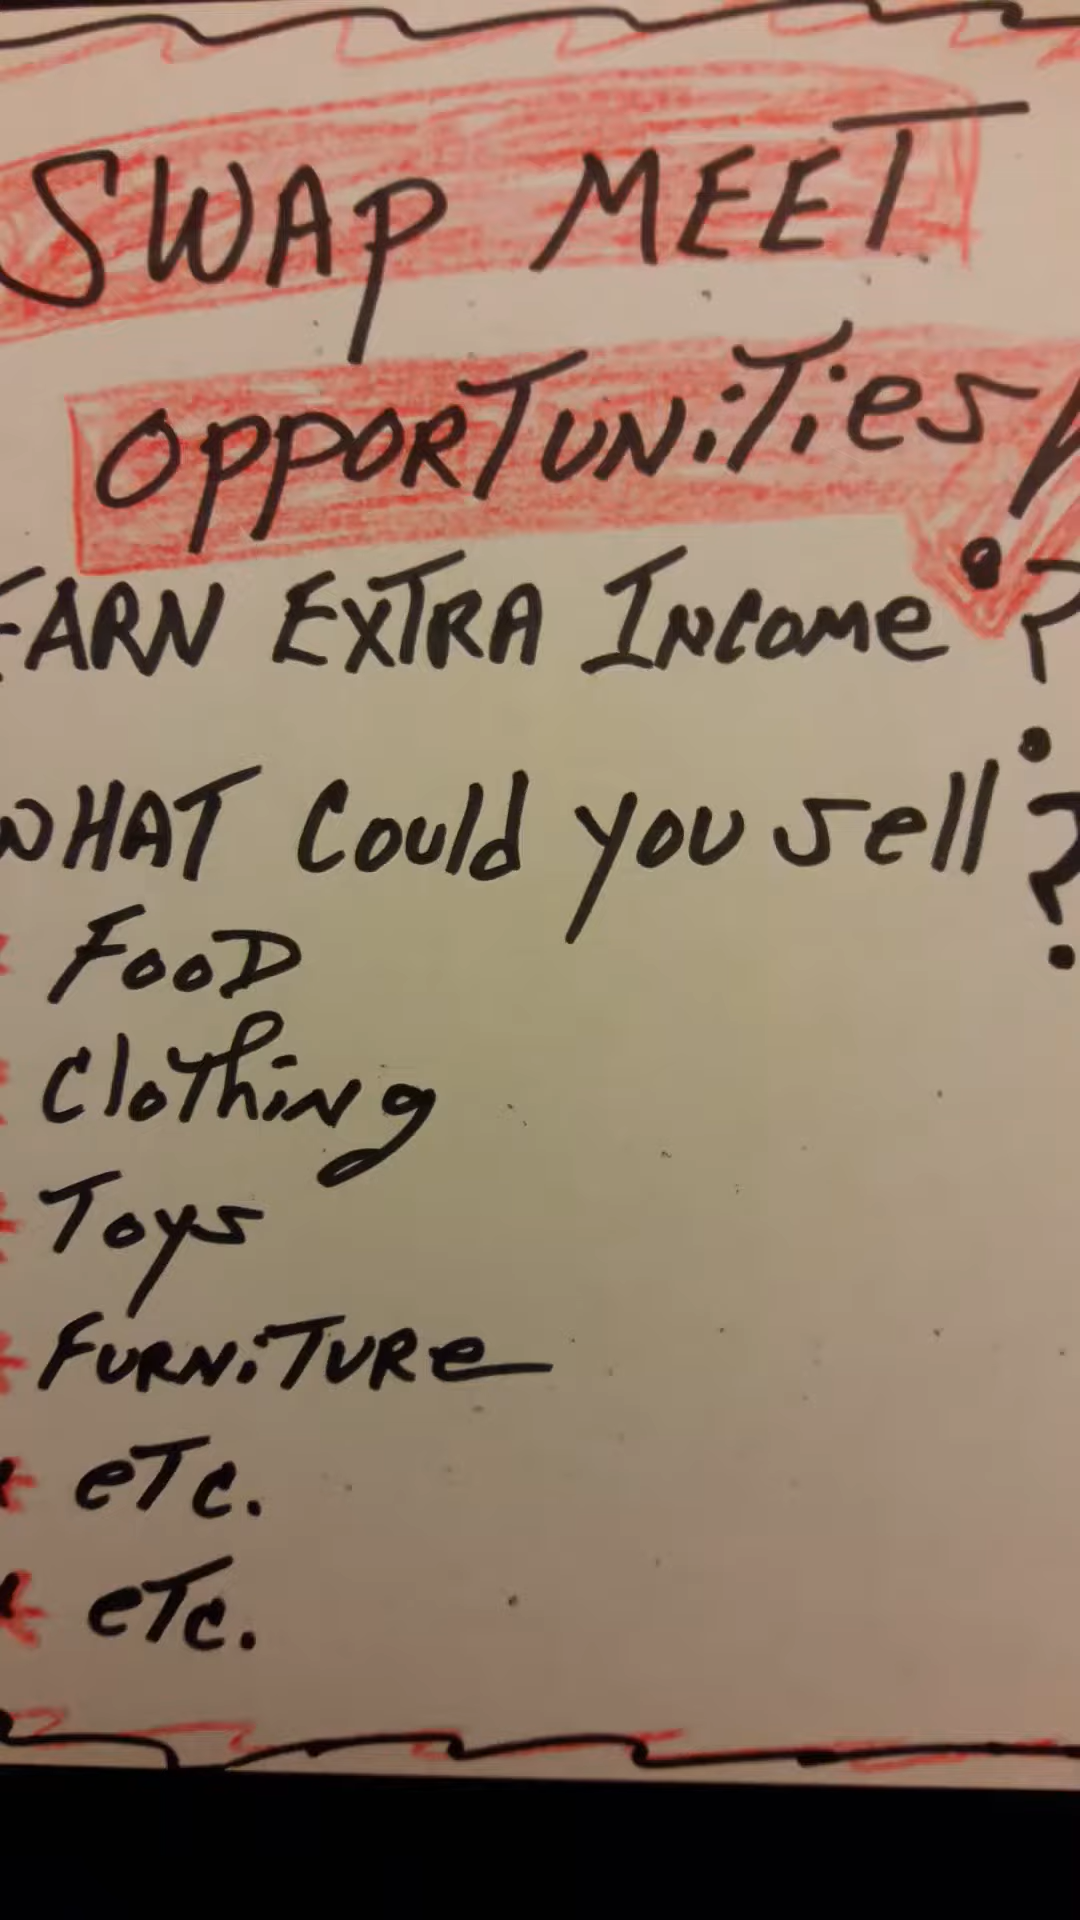 SWAP MEET
OPPORTUNiTies!
EARN EXTRA INCOMe?
WHAT Could you sell?
* FooD
* CloThiNg
* Toys
* FURNiTURe
* eTc.
* eTc.